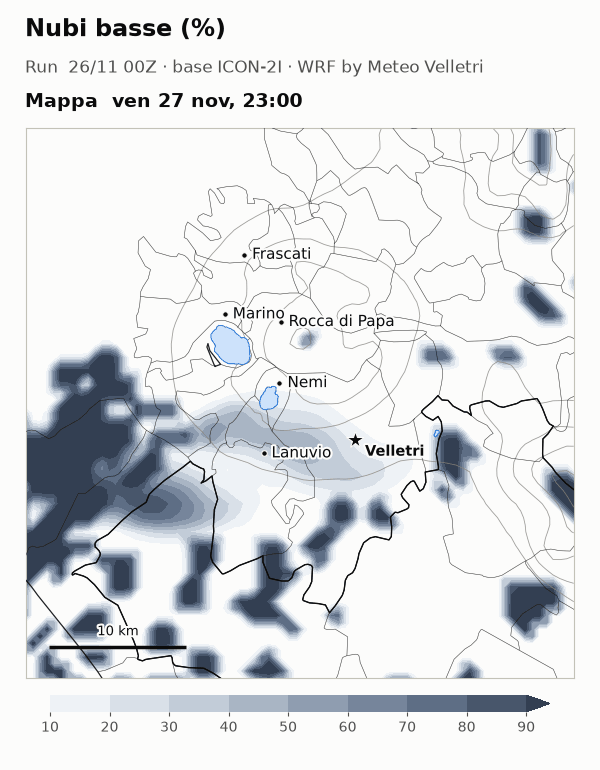 Nubi basse (%)
Run  26/11 00Z · base ICON-2I · WRF by Meteo Velletri
Mappa  ven 27 nov, 23:00
Frascati
Marino
Rocca di Papa
Nemi
Velletri
Lanuvio
10 km
10 20 30 40 50 60 70 80 90